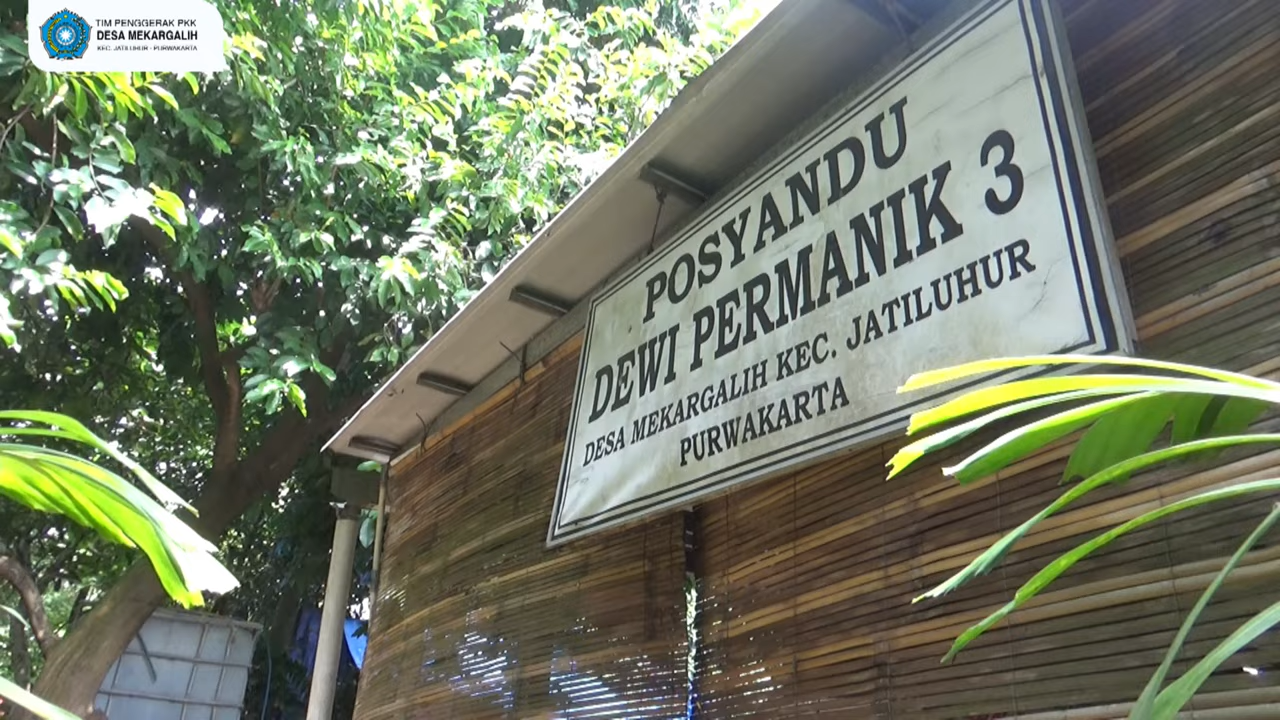 TIM PENGGERAK PKK
DESA MEKARGALIH
KEC. JATILUHUR - PURWAKARTA
POSYANDU
DEWI PERMANIK 3
DESA MEKARGALIH KEC. JATILUHUR
PURWAKARTA